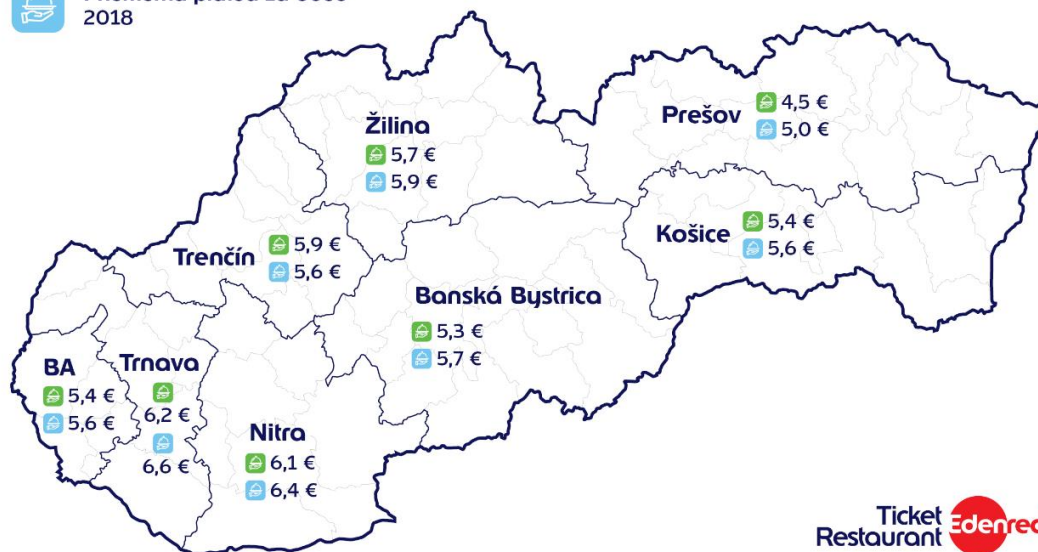 2018
Žilina
5,7 €
5,9 €
Prešov
4,5 €
5,0 €
Trenčín
5,9 €
5,6 €
Košice
5,4 €
5,6 €
Banská Bystrica
5,3 €
5,7 €
BA
5,4 €
5,6 €
Trnava
6,2 €
6,6 €
Nitra
6,1 €
6,4 €
Ticket
Restaurant
Edenred